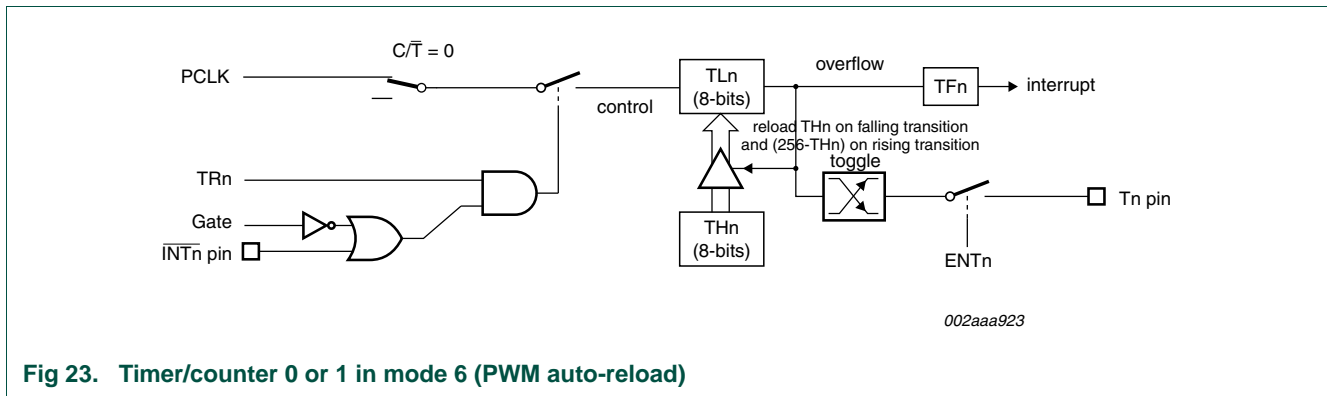 C/T̅ = 0
PCLK
control
TLn
(8-bits)
overflow
TFn
interrupt
reload THn on falling transition
and (256-THn) on rising transition
toggle
TRn
Gate
I̅N̅T̅n̅ pin
THn
(8-bits)
Tn pin
ENTn
002aaa923
Fig 23. Timer/counter 0 or 1 in mode 6 (PWM auto-reload)